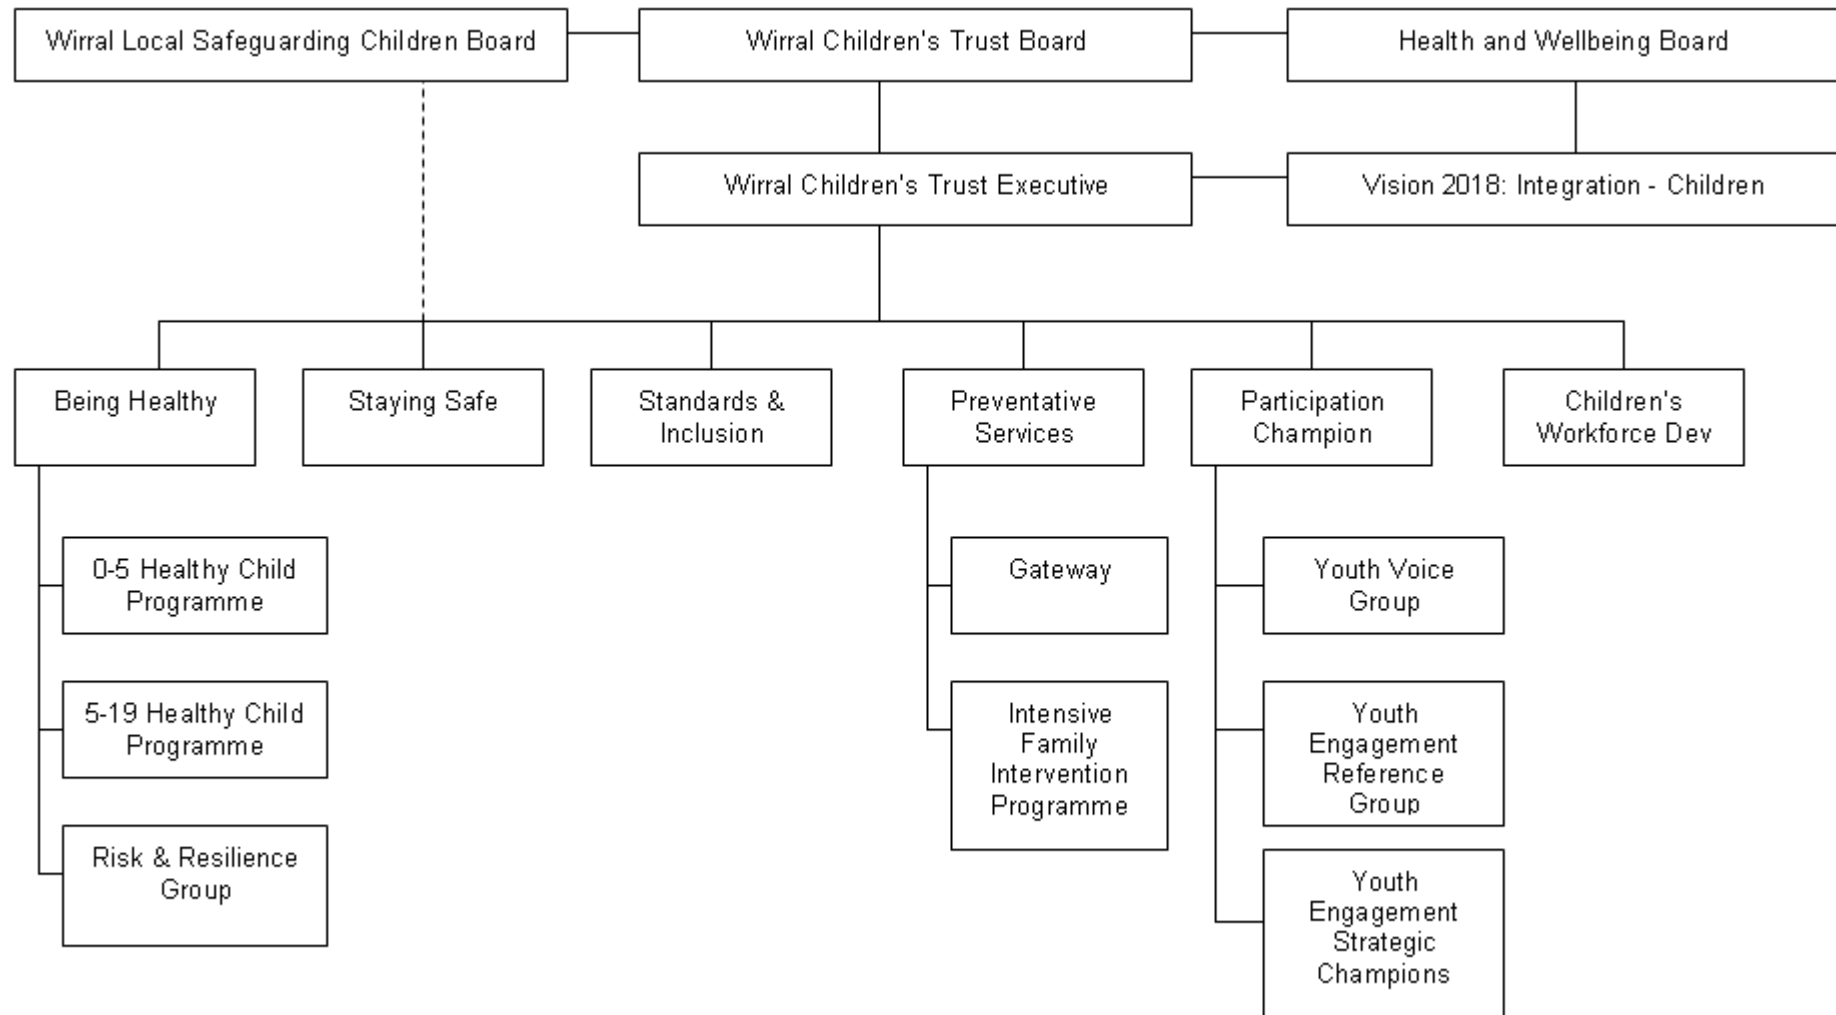 Wirral Local Safeguarding Children Board
Wirral Children's Trust Board
Health and Wellbeing Board
Wirral Children's Trust Executive
Vision 2018: Integration - Children
Being Healthy
Staying Safe
Standards &
Inclusion
Preventative
Services
Participation
Champion
Children's
Workforce Dev
0-5 Healthy Child
Programme
5-19 Healthy Child
Programme
Risk & Resilience
Group
Gateway
Intensive
Family
Intervention
Programme
Youth Voice
Group
Youth
Engagement
Reference
Group
Youth
Engagement
Strategic
Champions